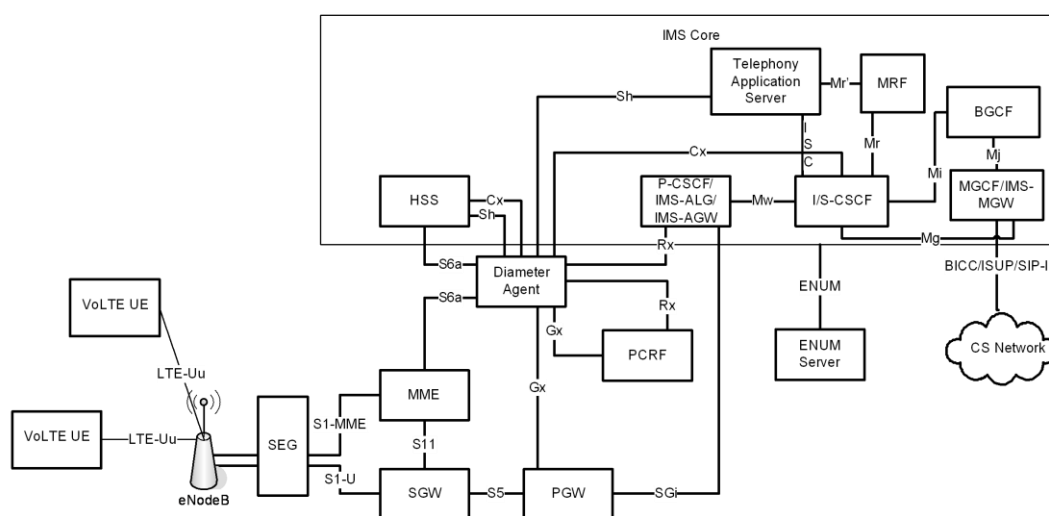 IMS Core
Telephony
Application
Server
Mr'
MRF
BGCF
Sh
I
S
C
Mr
Cx
Mi
Mj
HSS
Cx
Sh
P-CSCF/
IMS-ALG/
IMS-AGW
Mw
I/S-CSCF
MGCF/IMS-
MGW
Rx
Mg
S6a
Diameter
Agent
BICC/ISUP/SIP-I
ENUM
VoLTE UE
S6a
Rx
Gx
PCRF
ENUM
Server
CS Network
LTE-Uu
MME
Gx
VoLTE UE
LTE-Uu
SEG
S1-MME
S11
S1-U
eNodeB
SGW
S5
PGW
SGi